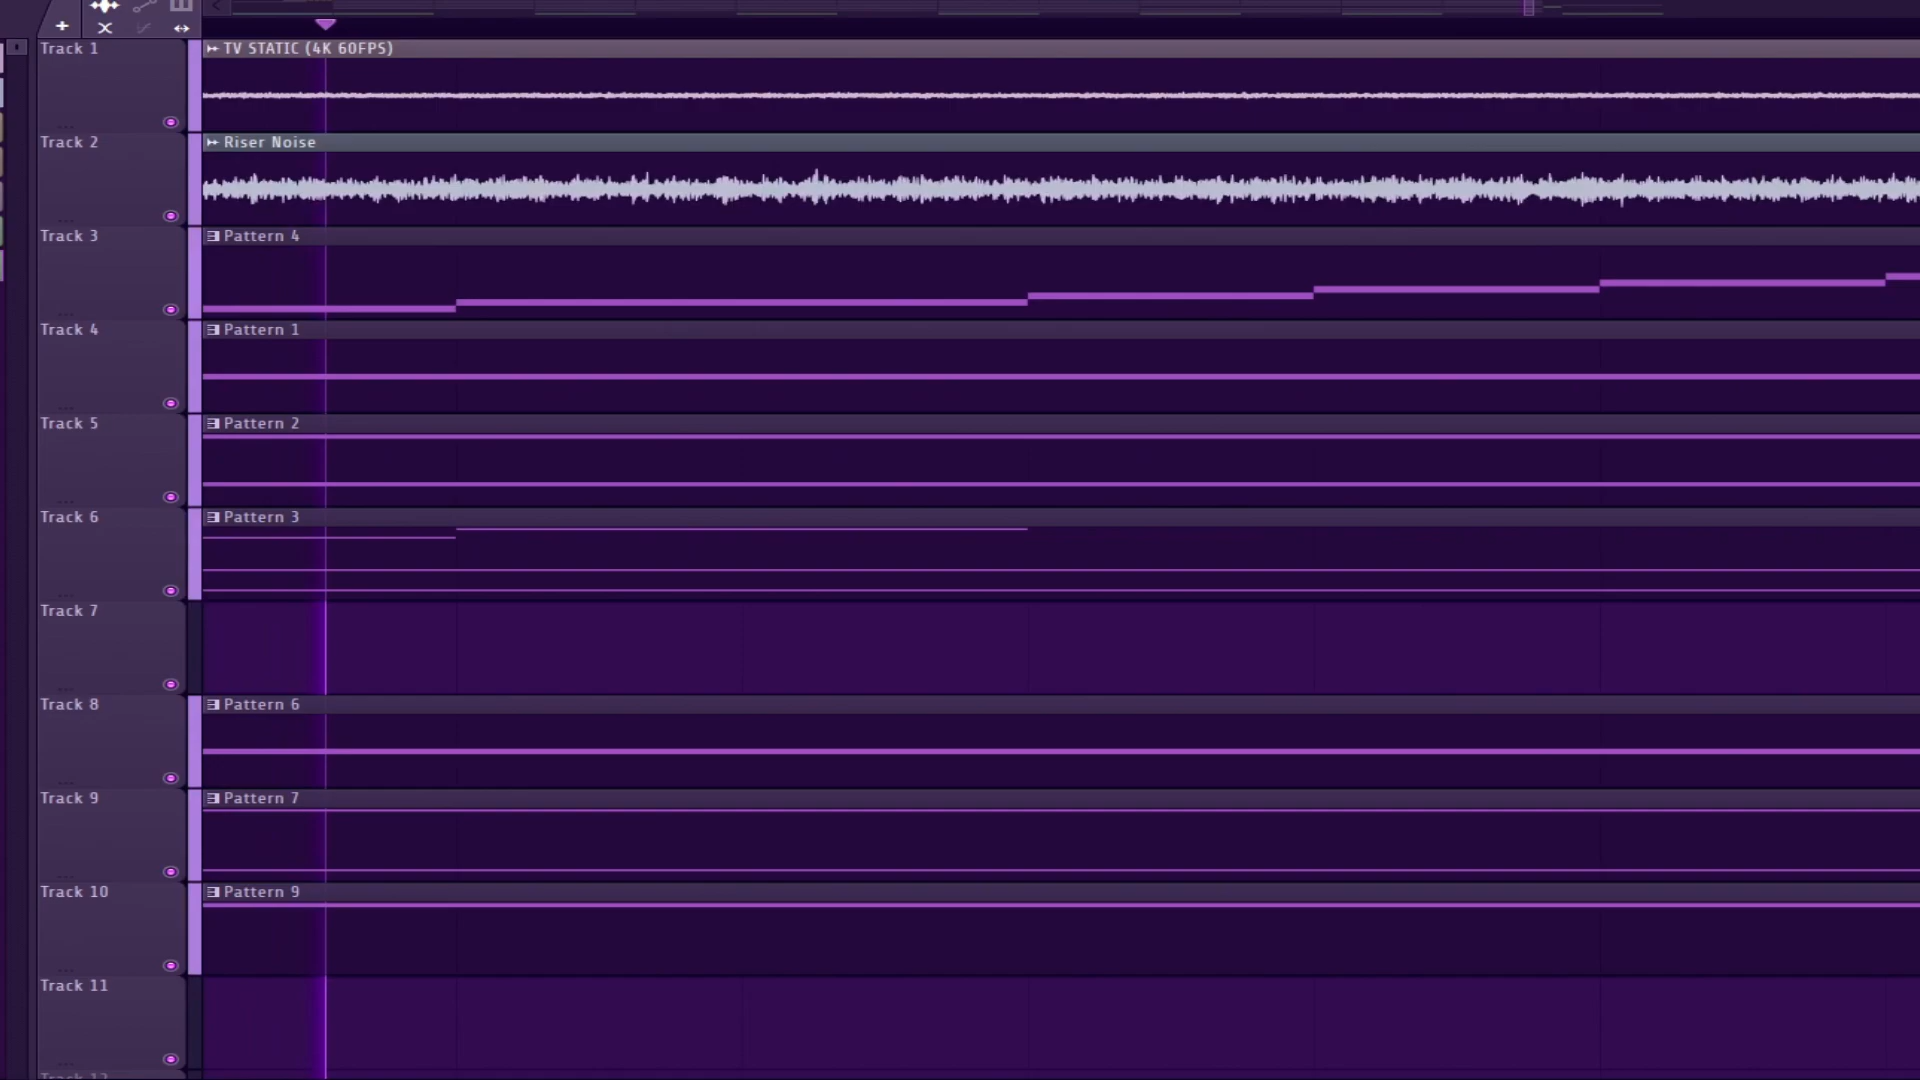 Track 1
TV STATIC (4K 60FPS)
Track 2
Riser Noise
Track 3
Pattern 4
Track 4
Pattern 1
Track 5
Pattern 2
Track 6
Pattern 3
Track 7
Track 8
Pattern 6
Track 9
Pattern 7
Track 10
Pattern 9
Track 11
Track 12